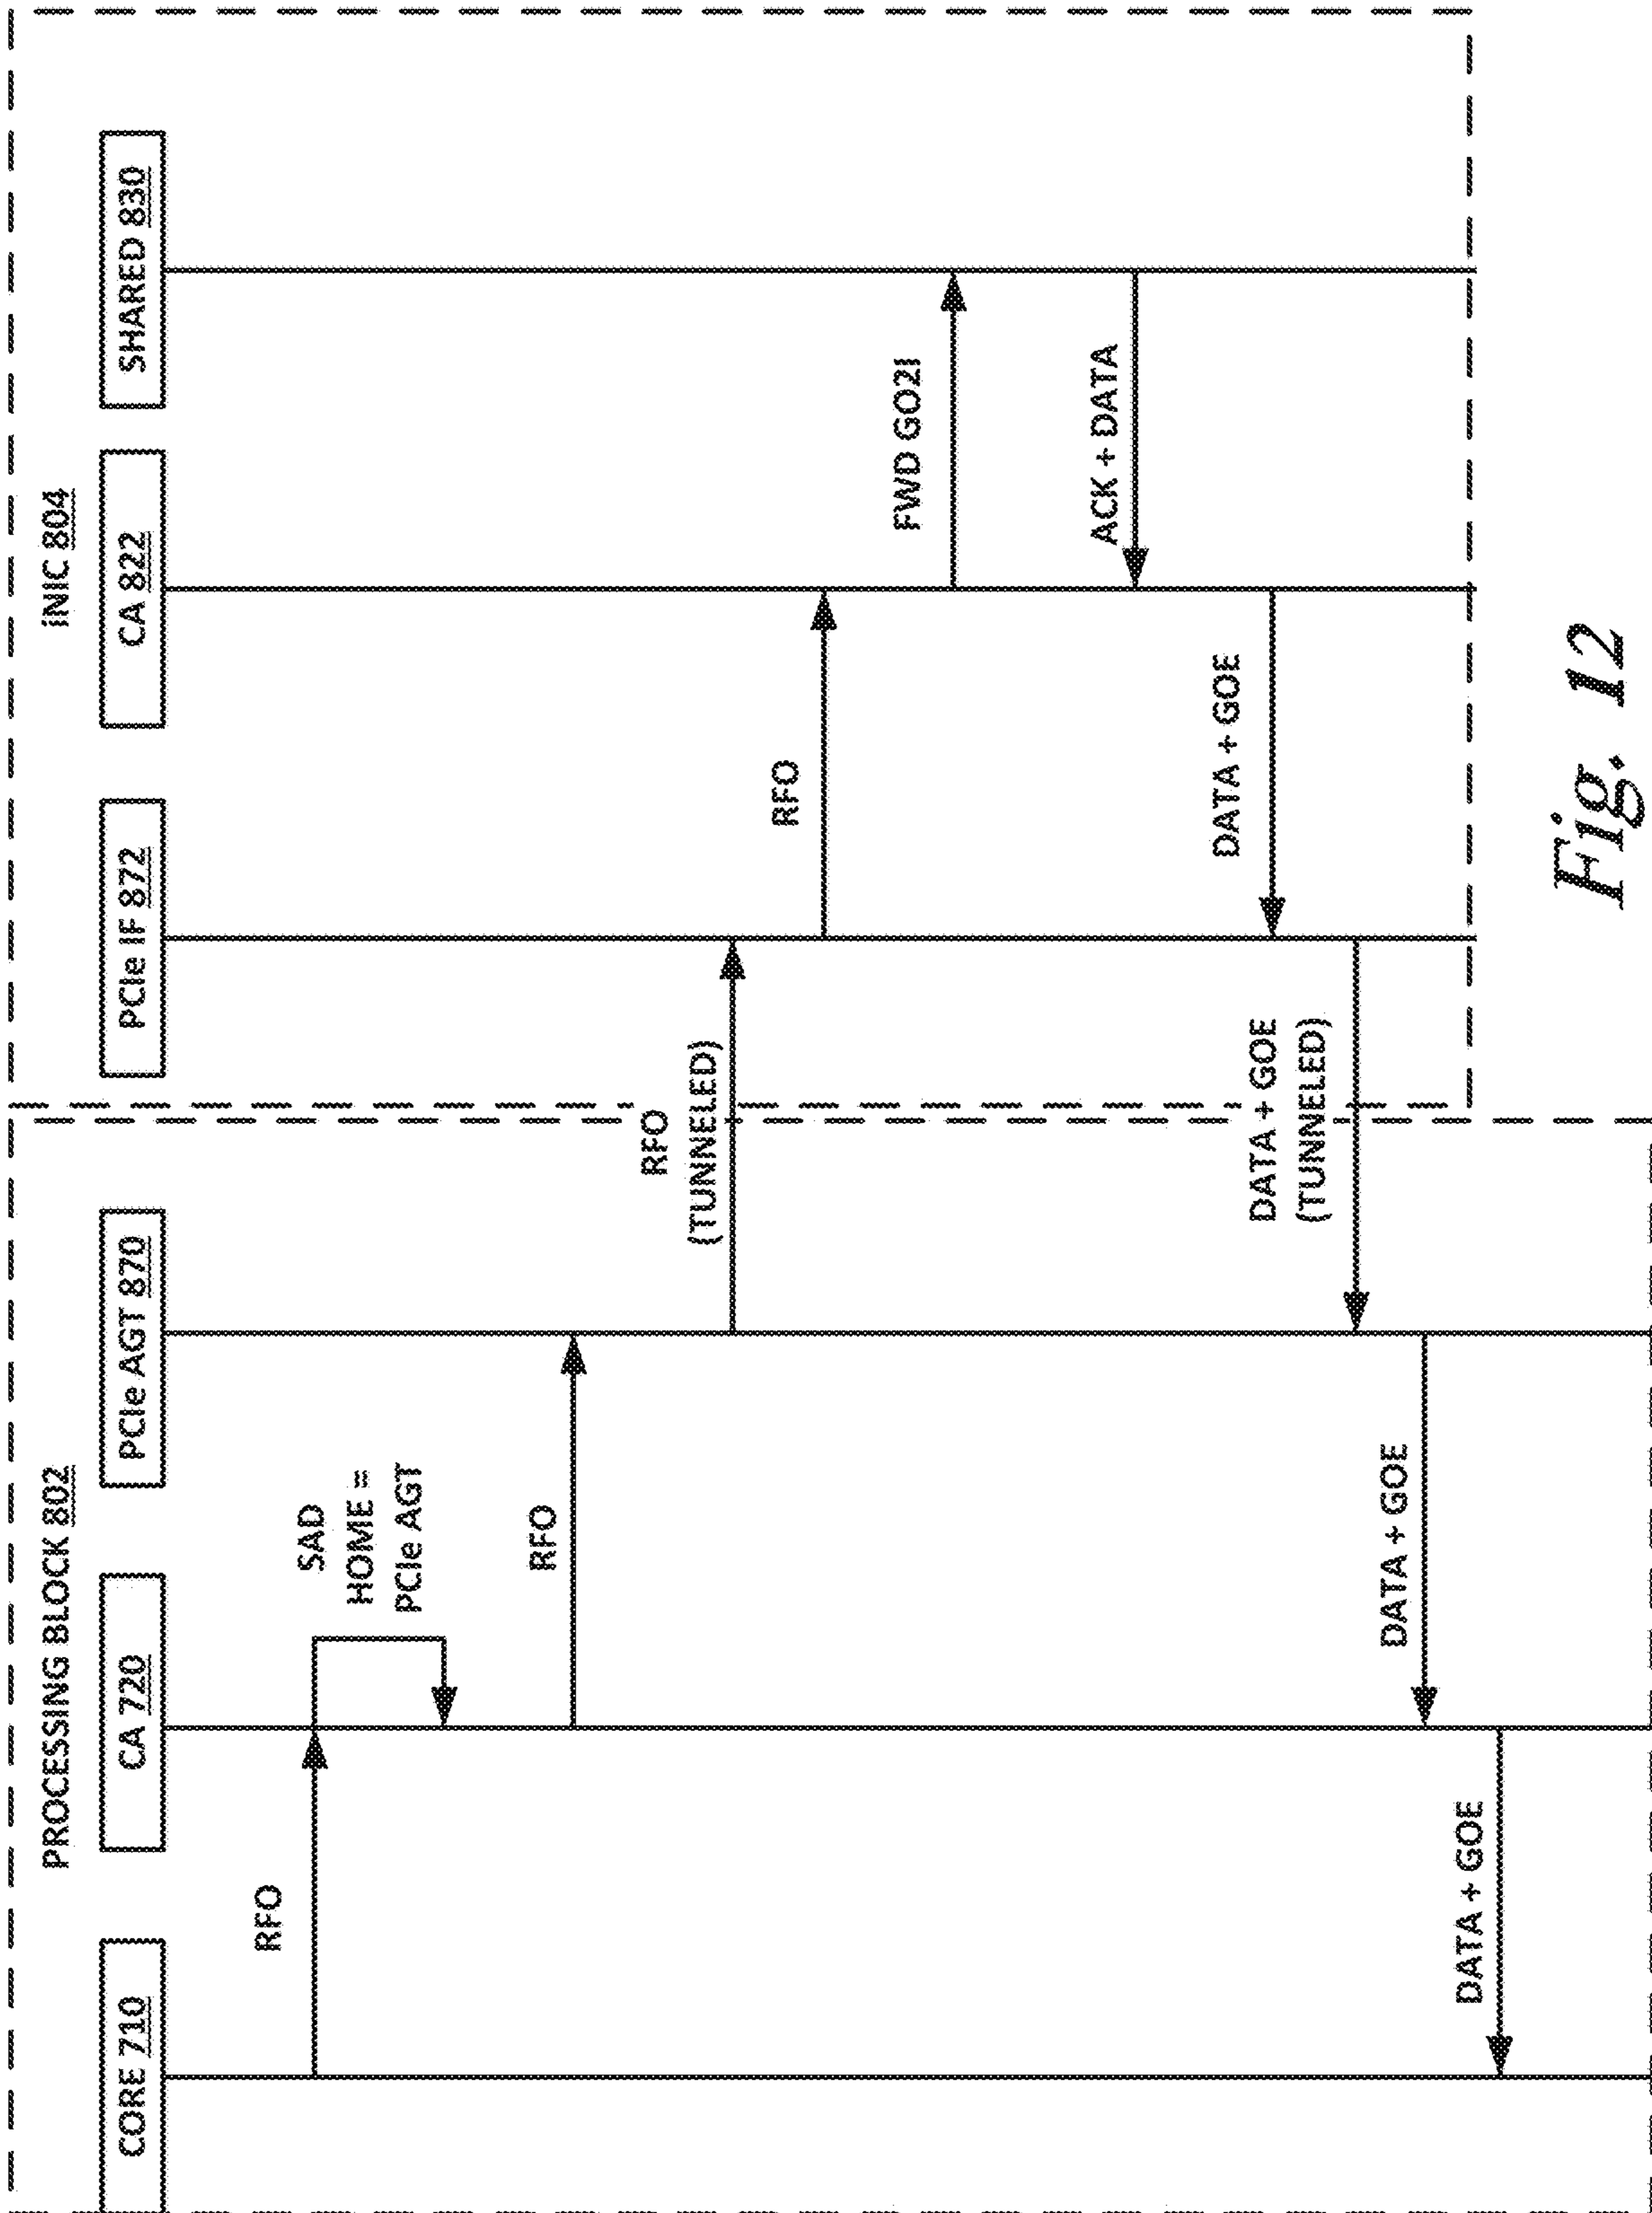 PROCESSING BLOCK 802
iNIC 804
CORE 710
CA 720
PCIe AGT 870
PCIe IF 872
CA 822
SHARED 830
RFO
SAD
HOME =
PCIe AGT
RFO
RFO
(TUNNELED)
RFO
FWD GO2I
ACK + DATA
DATA + GOE
DATA + GOE
(TUNNELED)
DATA + GOE
DATA + GOE
Fig. 12